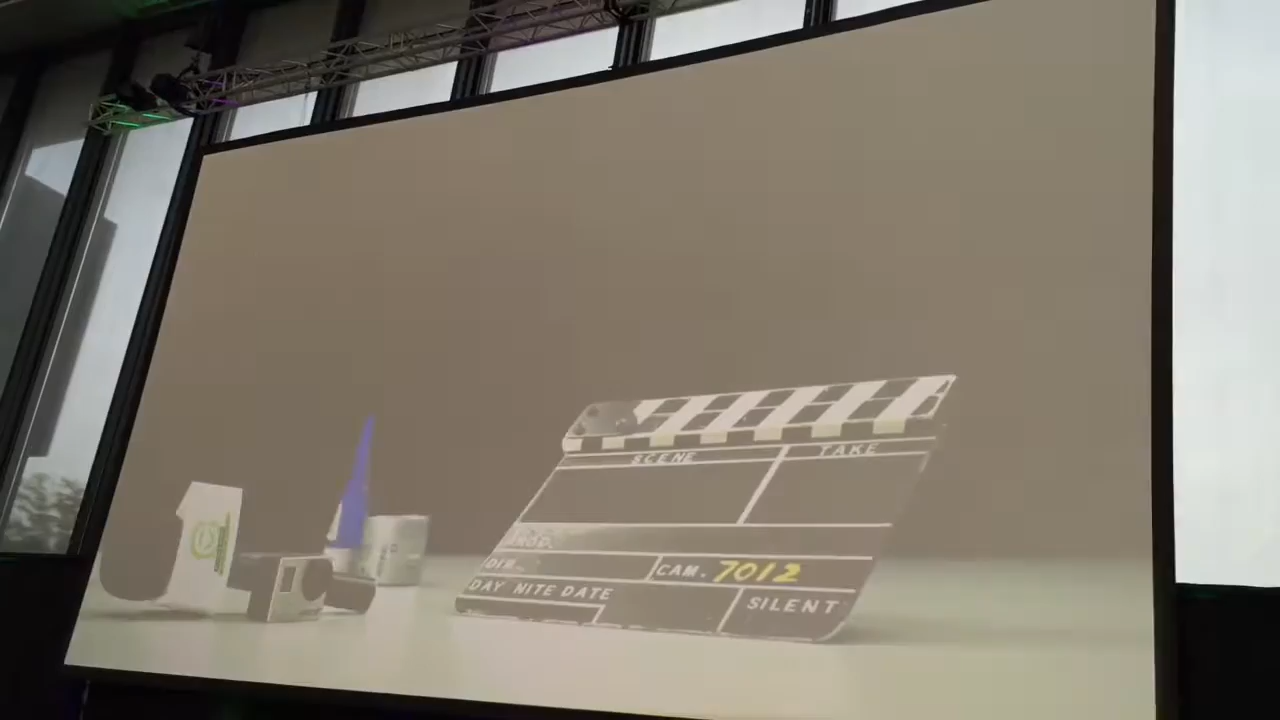 SCENE TAKE
PROD.
DIR. CAM. 7012
DAY NITE DATE SILENT